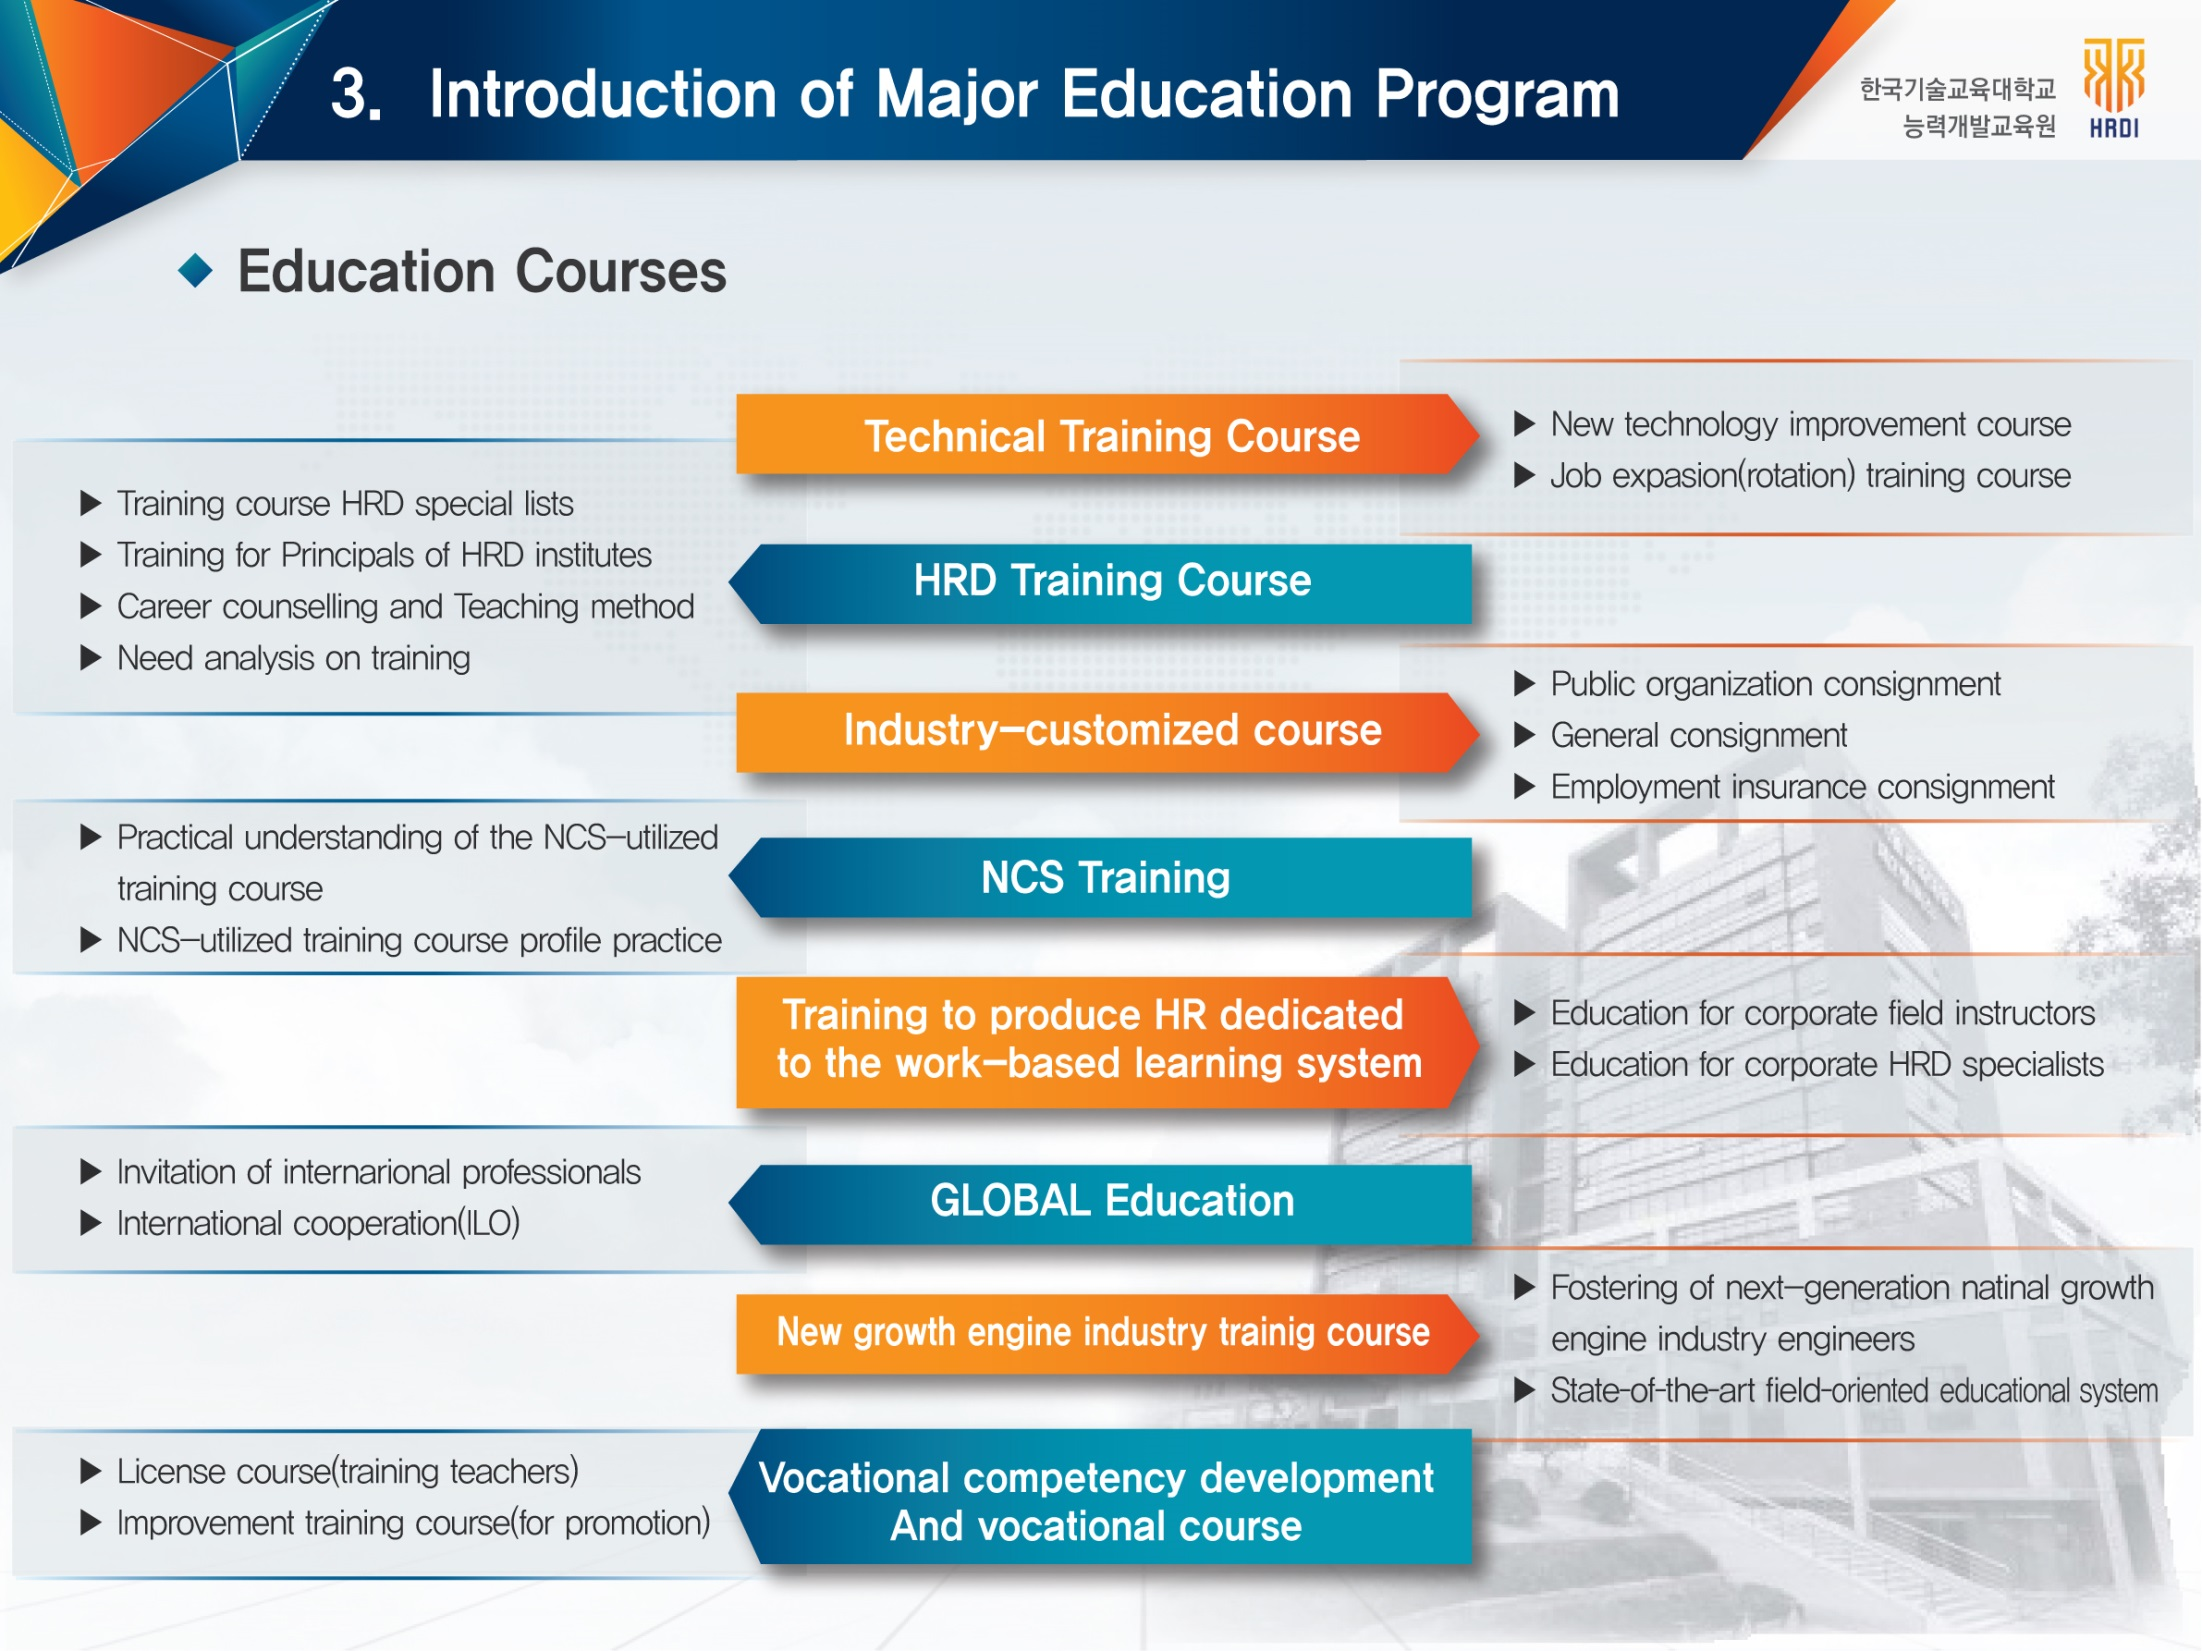 3. Introduction of Major Education Program
한국기술교육대학교
능력개발교육원
HRDI
Education Courses
Technical Training Course
▶ New technology improvement course
▶ Job expasion(rotation) training course
HRD Training Course
▶ Training course HRD special lists
▶ Training for Principals of HRD institutes
▶ Career counselling and Teaching method
▶ Need analysis on training
Industry-customized course
▶ Public organization consignment
▶ General consignment
▶ Employment insurance consignment
NCS Training
▶ Practical understanding of the NCS-utilized
training course
▶ NCS-utilized training course profile practice
Training to produce HR dedicated
to the work-based learning system
▶ Education for corporate field instructors
▶ Education for corporate HRD specialists
GLOBAL Education
▶ Invitation of internarional professionals
▶ International cooperation(ILO)
New growth engine industry trainig course
▶ Fostering of next-generation natinal growth
engine industry engineers
▶ State-of-the-art field-oriented educational system
Vocational competency development
And vocational course
▶ License course(training teachers)
▶ Improvement training course(for promotion)